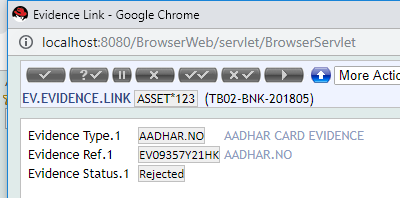 Evidence Link - Google Chrome
localhost:8080/BrowserWeb/servlet/BrowserServlet
More Actio
EV.EVIDENCE.LINK ASSET*123 (TB02-BNK-201805)
Evidence Type.1 AADHAR.NO AADHAR CARD EVIDENCE
Evidence Ref.1 EV09357Y21HK AADHAR.NO
Evidence Status.1 Rejected